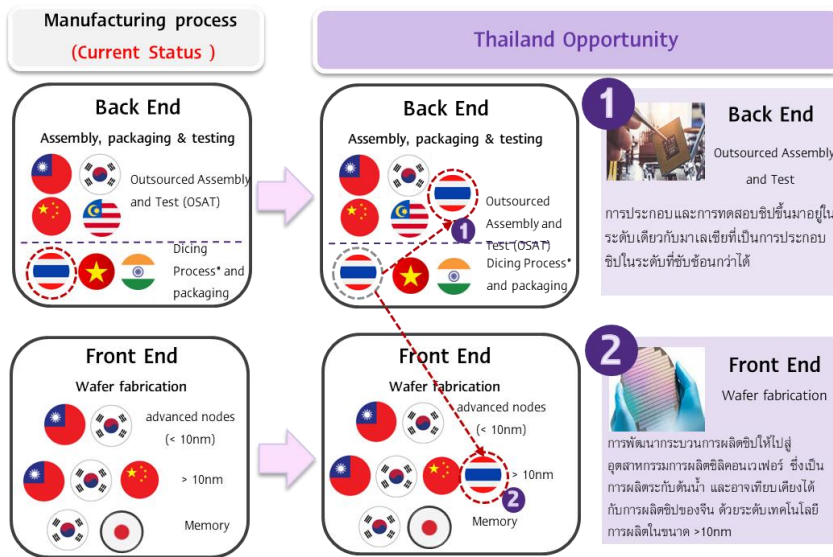 Manufacturing process
(Current Status )
Thailand Opportunity
Back End
Assembly, packaging & testing
Outsourced Assembly
and Test (OSAT)
Dicing
Process* and
packaging
Front End
Wafer fabrication
advanced nodes
(< 10nm)
> 10nm
Memory
Back End
Assembly, packaging & testing
Outsourced
Assembly and
Test (OSAT)
1
Dicing Process*
and packaging
Front End
Wafer fabrication
advanced nodes
(< 10nm)
> 10nm
2
Memory
1
Back End
Outsourced Assembly
and Test
การประกอบและการทดสอบชิปขึ้นมาอยู่ใน
ระดับเดียวกับมาเลเซียที่เป็นการประกอบ
ชิปในระดับที่ซับซ้อนกว่าได้
2
Front End
Wafer fabrication
การพัฒนากระบวนการผลิตชิปให้ไปสู่
อุตสาหกรรมการผลิตซิลิคอนเวเฟอร์ ซึ่งเป็น
การผลิตระกับต้นน้ำ และอาจเทียบเคียงได้
กับการผลิตชิปของจีน ด้วยระดับเทคโนโลยี
การผลิตในขนาด >10nm